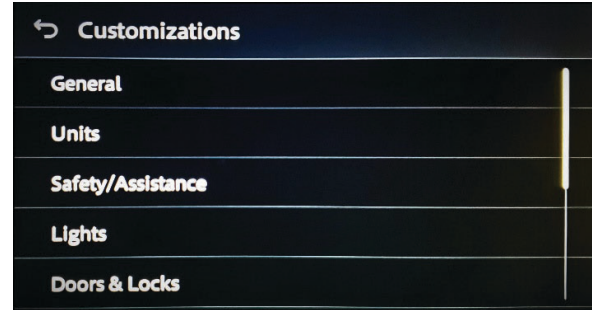 Customizations
General
Units
Safety/Assistance
Lights
Doors & Locks